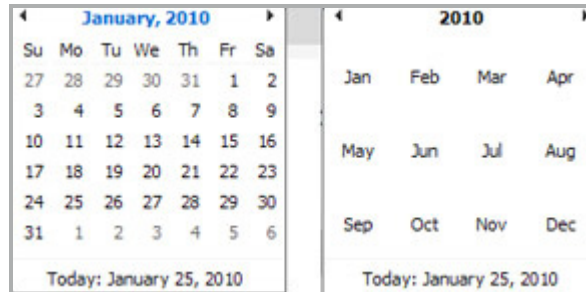 January, 2010
Su Mo Tu We Th Fr Sa
27 28 29 30 31 1 2
3 4 5 6 7 8 9
10 11 12 13 14 15 16
17 18 19 20 21 22 23
24 25 26 27 28 29 30
31 1 2 3 4 5 6
Today: January 25, 2010
2010
Jan Feb Mar Apr
May Jun Jul Aug
Sep Oct Nov Dec
Today: January 25, 2010